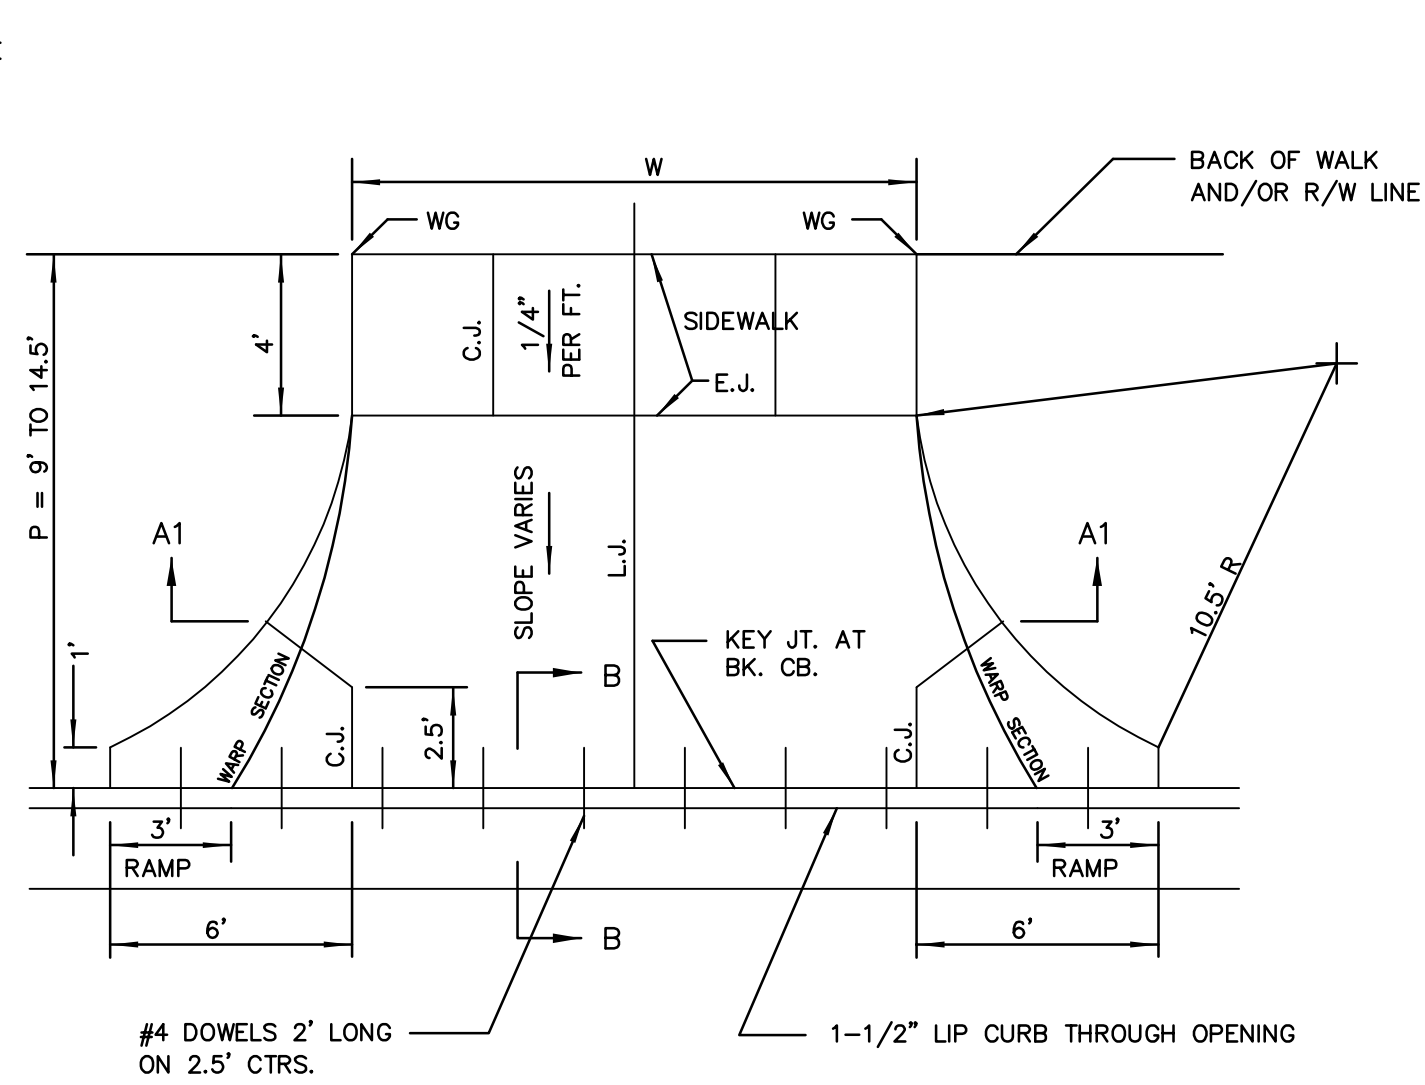 W
BACK OF WALK
AND/OR R/W LINE
WG
WG
4'
C.J.
1/4"
PER FT.
SIDEWALK
E.J.
P = 9' TO 14.5'
A1
SLOPE VARIES
L.J.
A1
10.5' R
1'
KEY JT. AT
BK. CB.
B
WARP SECTION
C.J.
2.5'
C.J.
WARP SECTION
3'
RAMP
3'
RAMP
6'
B
6'
#4 DOWELS 2' LONG
ON 2.5' CTRS.
1-1/2" LIP CURB THROUGH OPENING